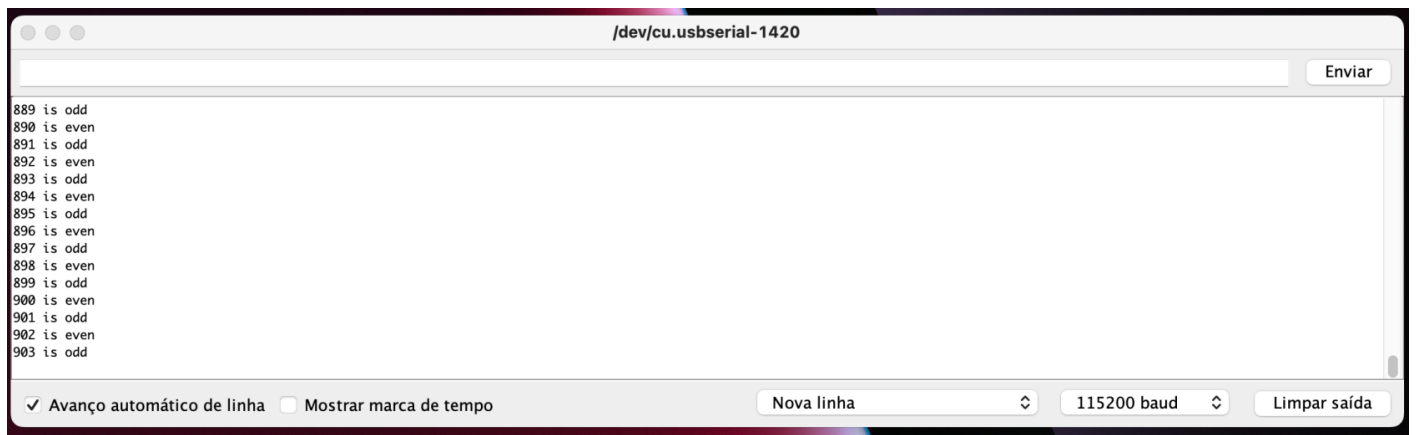 /dev/cu.usbserial-1420
Enviar
889 is odd
890 is even
891 is odd
892 is even
893 is odd
894 is even
895 is odd
896 is even
897 is odd
898 is even
899 is odd
900 is even
901 is odd
902 is even
903 is odd
Avanço automático de linha Mostrar marca de tempo Nova linha 115200 baud Limpar saída